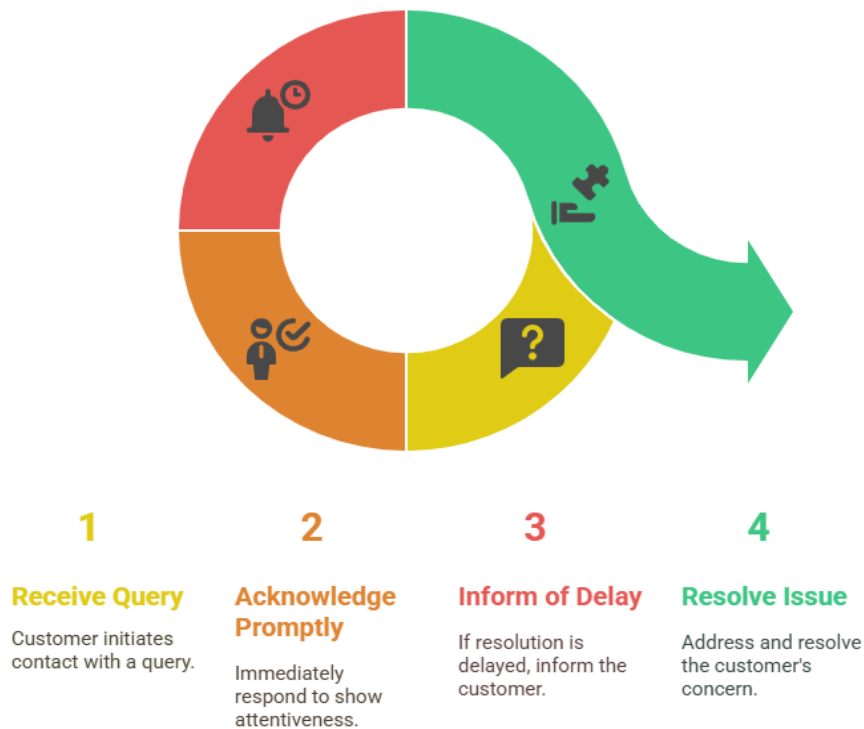 ?
1
Receive Query
Customer initiates
contact with a query.
2
Acknowledge
Promptly
Immediately
respond to show
attentiveness.
3
Inform of Delay
If resolution is
delayed, inform the
customer.
4
Resolve Issue
Address and resolve
the customer's
concern.